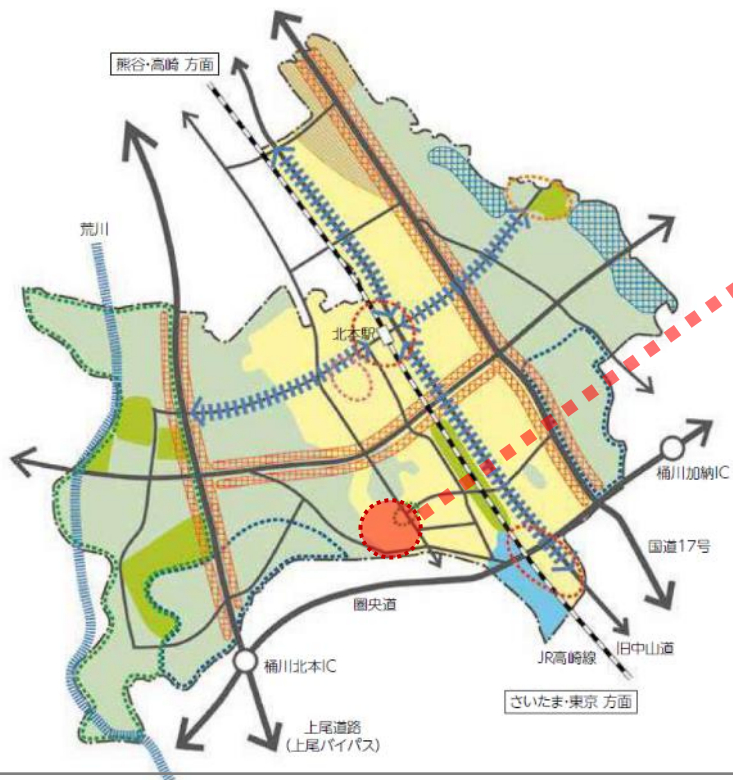 熊谷・高崎 方面
荒川
北本駅
桶川加納IC
国道17号
圏央道
旧中山道
JR高崎線
桶川北本IC
さいたま・東京 方面
上尾道路
(上尾バイパス)